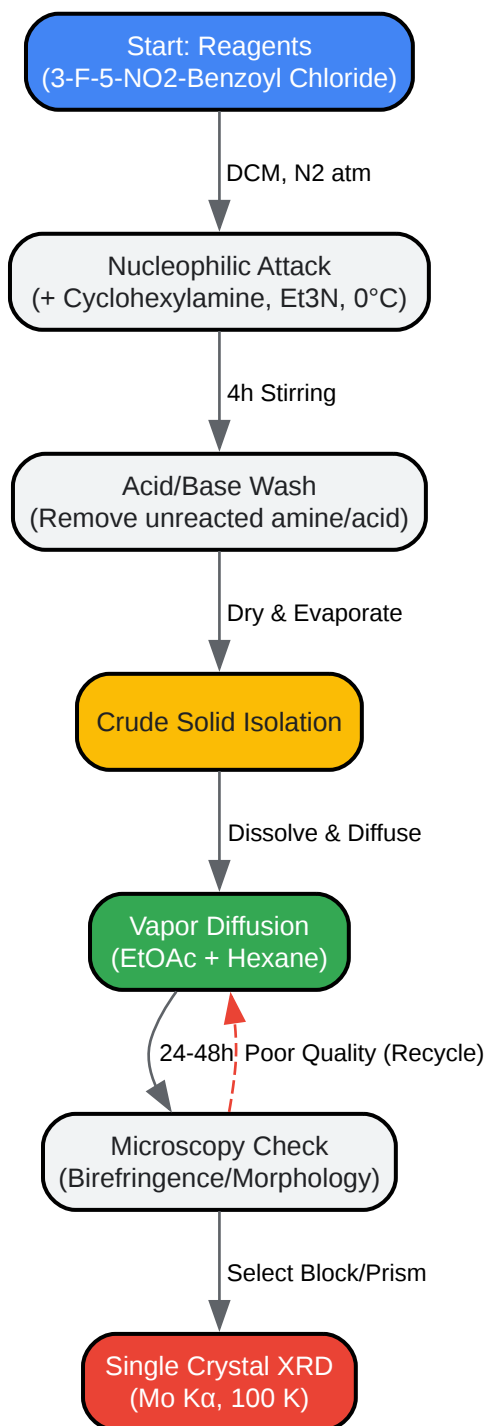 Start: Reagents
(3-F-5-NO2-Benzoyl Chloride)
DCM, N2 atm
Nucleophilic Attack
(+ Cyclohexylamine, Et3N, 0°C)
4h Stirring
Acid/Base Wash
(Remove unreacted amine/acid)
Dry & Evaporate
Crude Solid Isolation
Dissolve & Diffuse
Vapor Diffusion
(EtOAc + Hexane)
24-48h Poor Quality (Recycle)
Microscopy Check
(Birefringence/Morphology)
Select Block/Prism
Single Crystal XRD
(Mo Kα, 100 K)